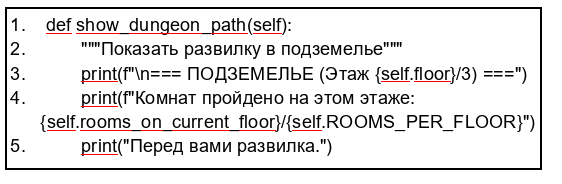 1. def show_dungeon_path(self):
2. """Показать развилку в подземелье"""
3. print(f"\n=== ПОДЗЕМЕЛЬЕ (Этаж {self.floor}/3) ===")
4. print(f"Комнат пройдено на этом этаже:
{self.rooms_on_current_floor}/{self.ROOMS_PER_FLOOR}")
5. print("Перед вами развилка.")